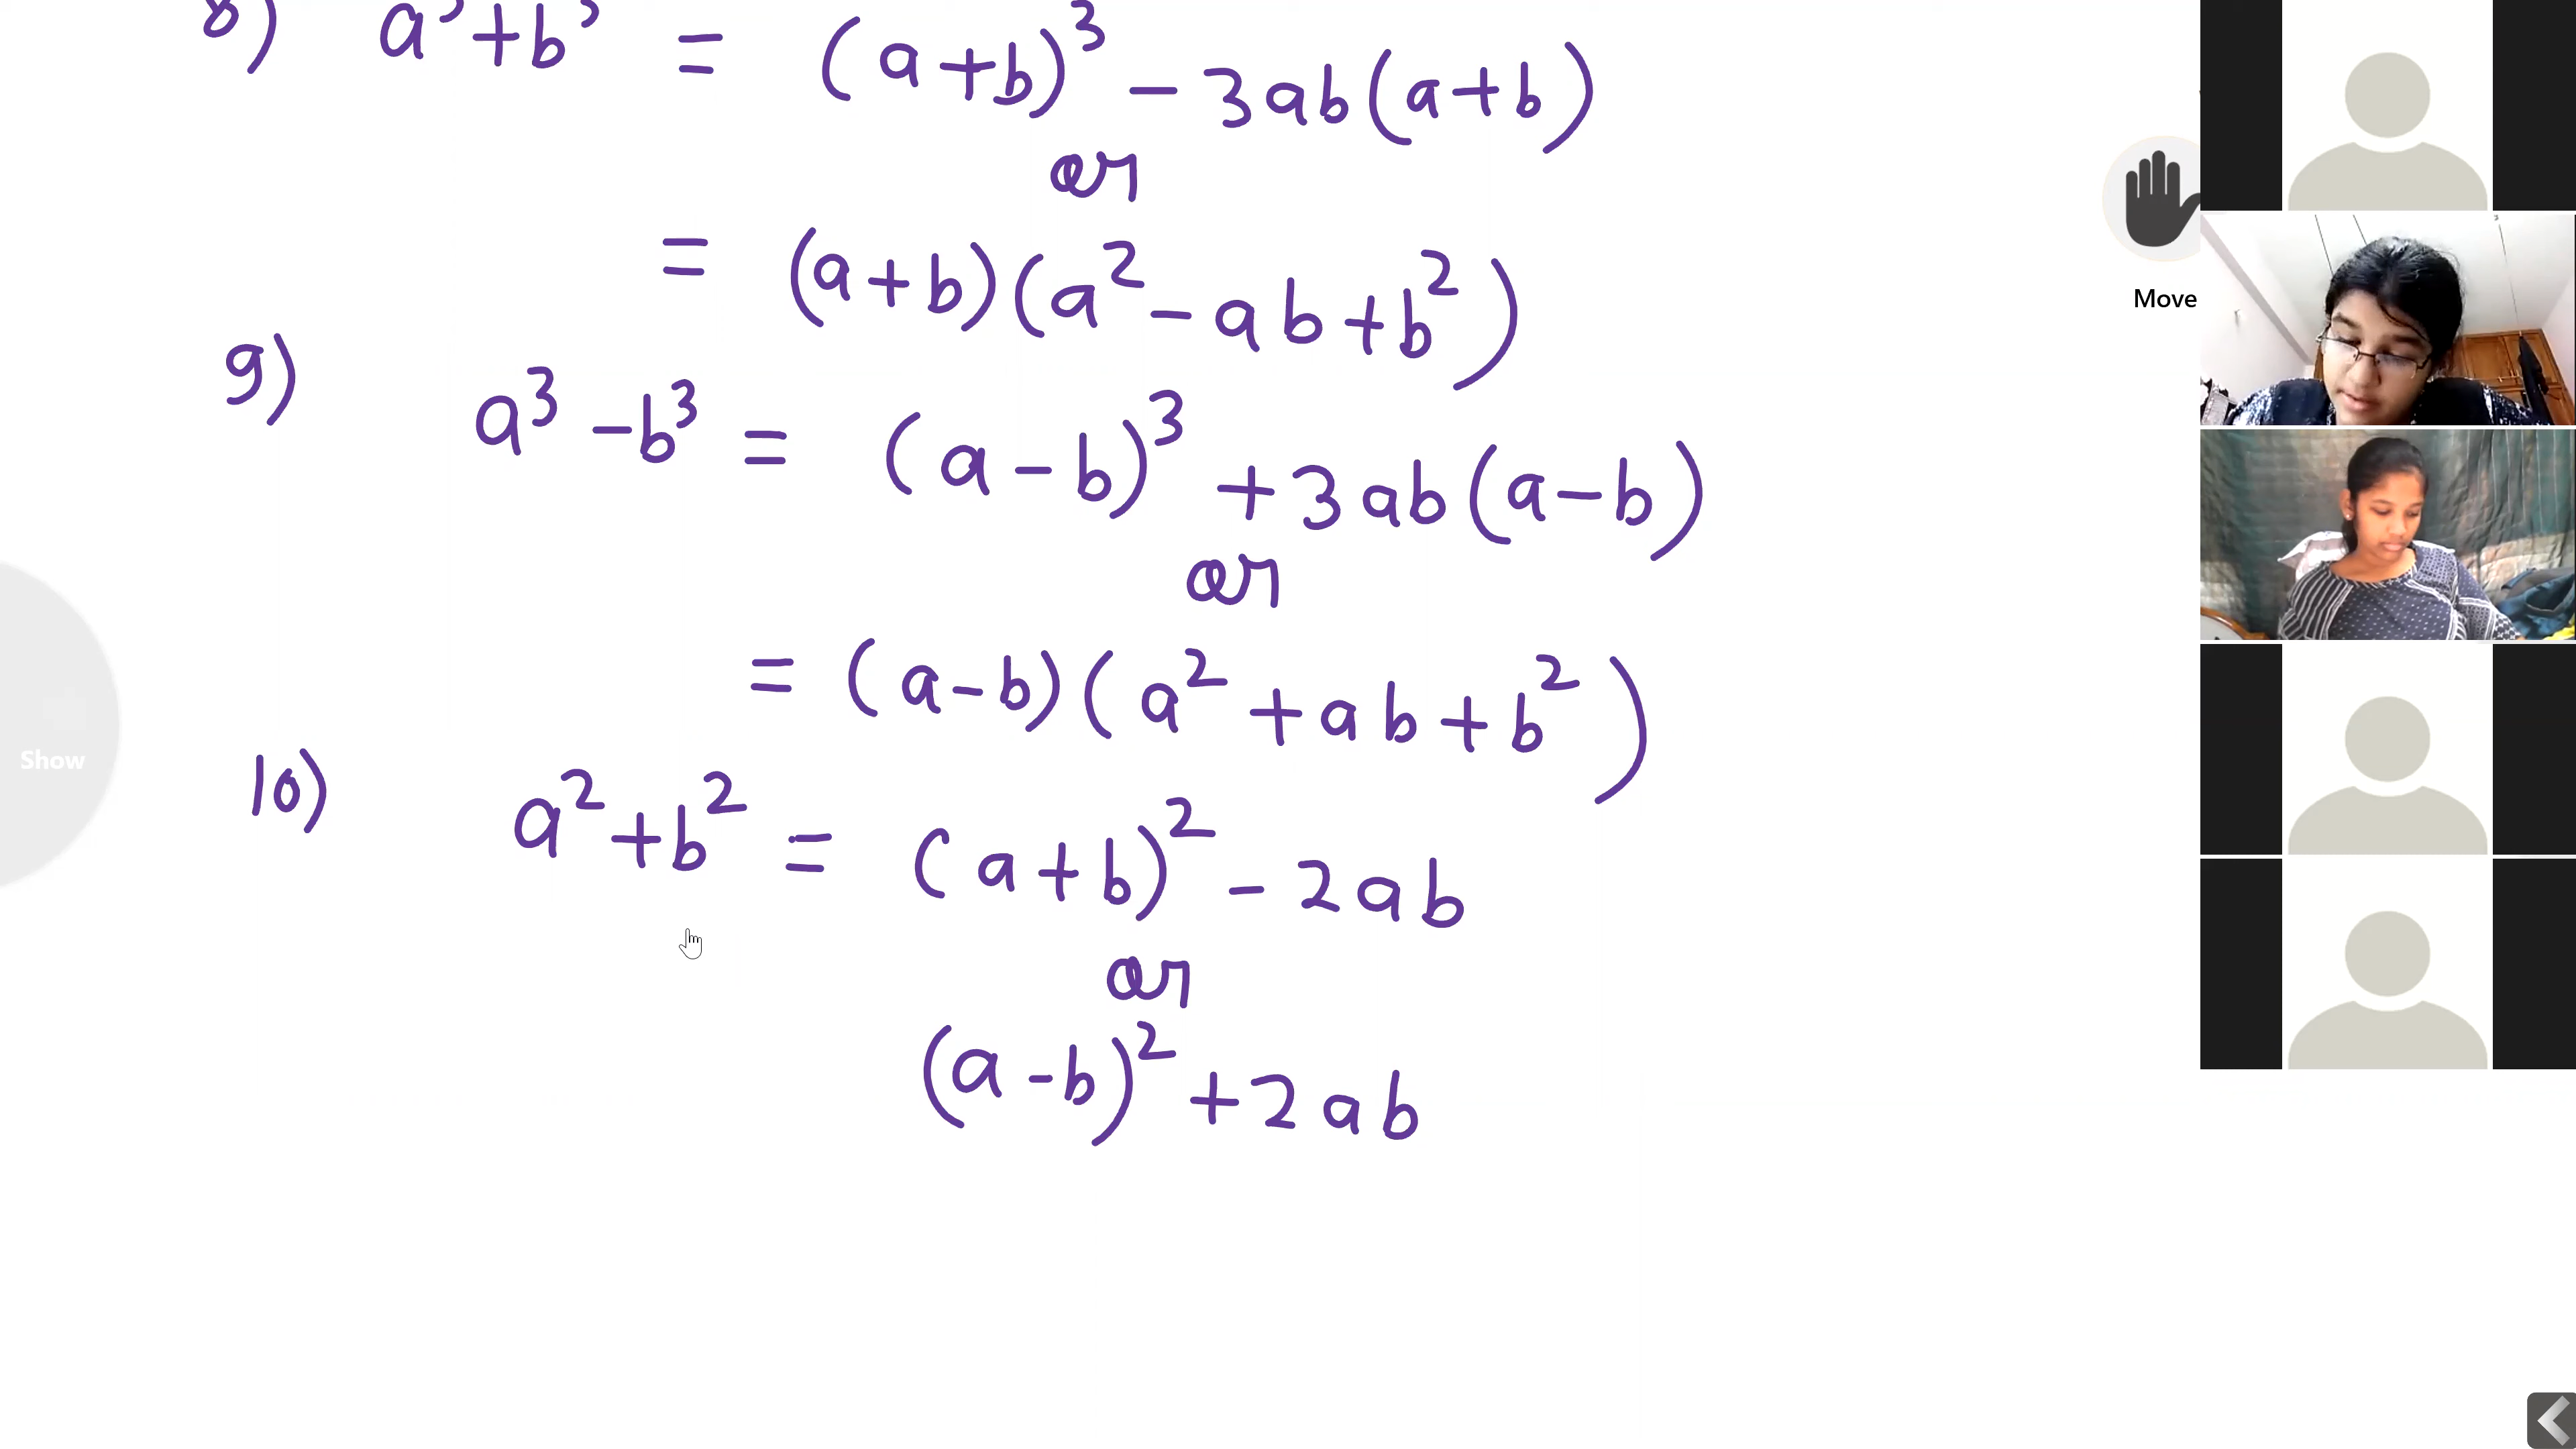 8) a³+b³ = (a+b)³ - 3ab(a+b)
or
= (a+b)(a² - ab+b²)
9) a³ - b³ = (a-b)³ + 3ab(a-b)
or
= (a-b)(a² + ab+b²)
10) a²+b² = (a+b)² - 2ab
or
(a-b)² + 2ab
Move
Show